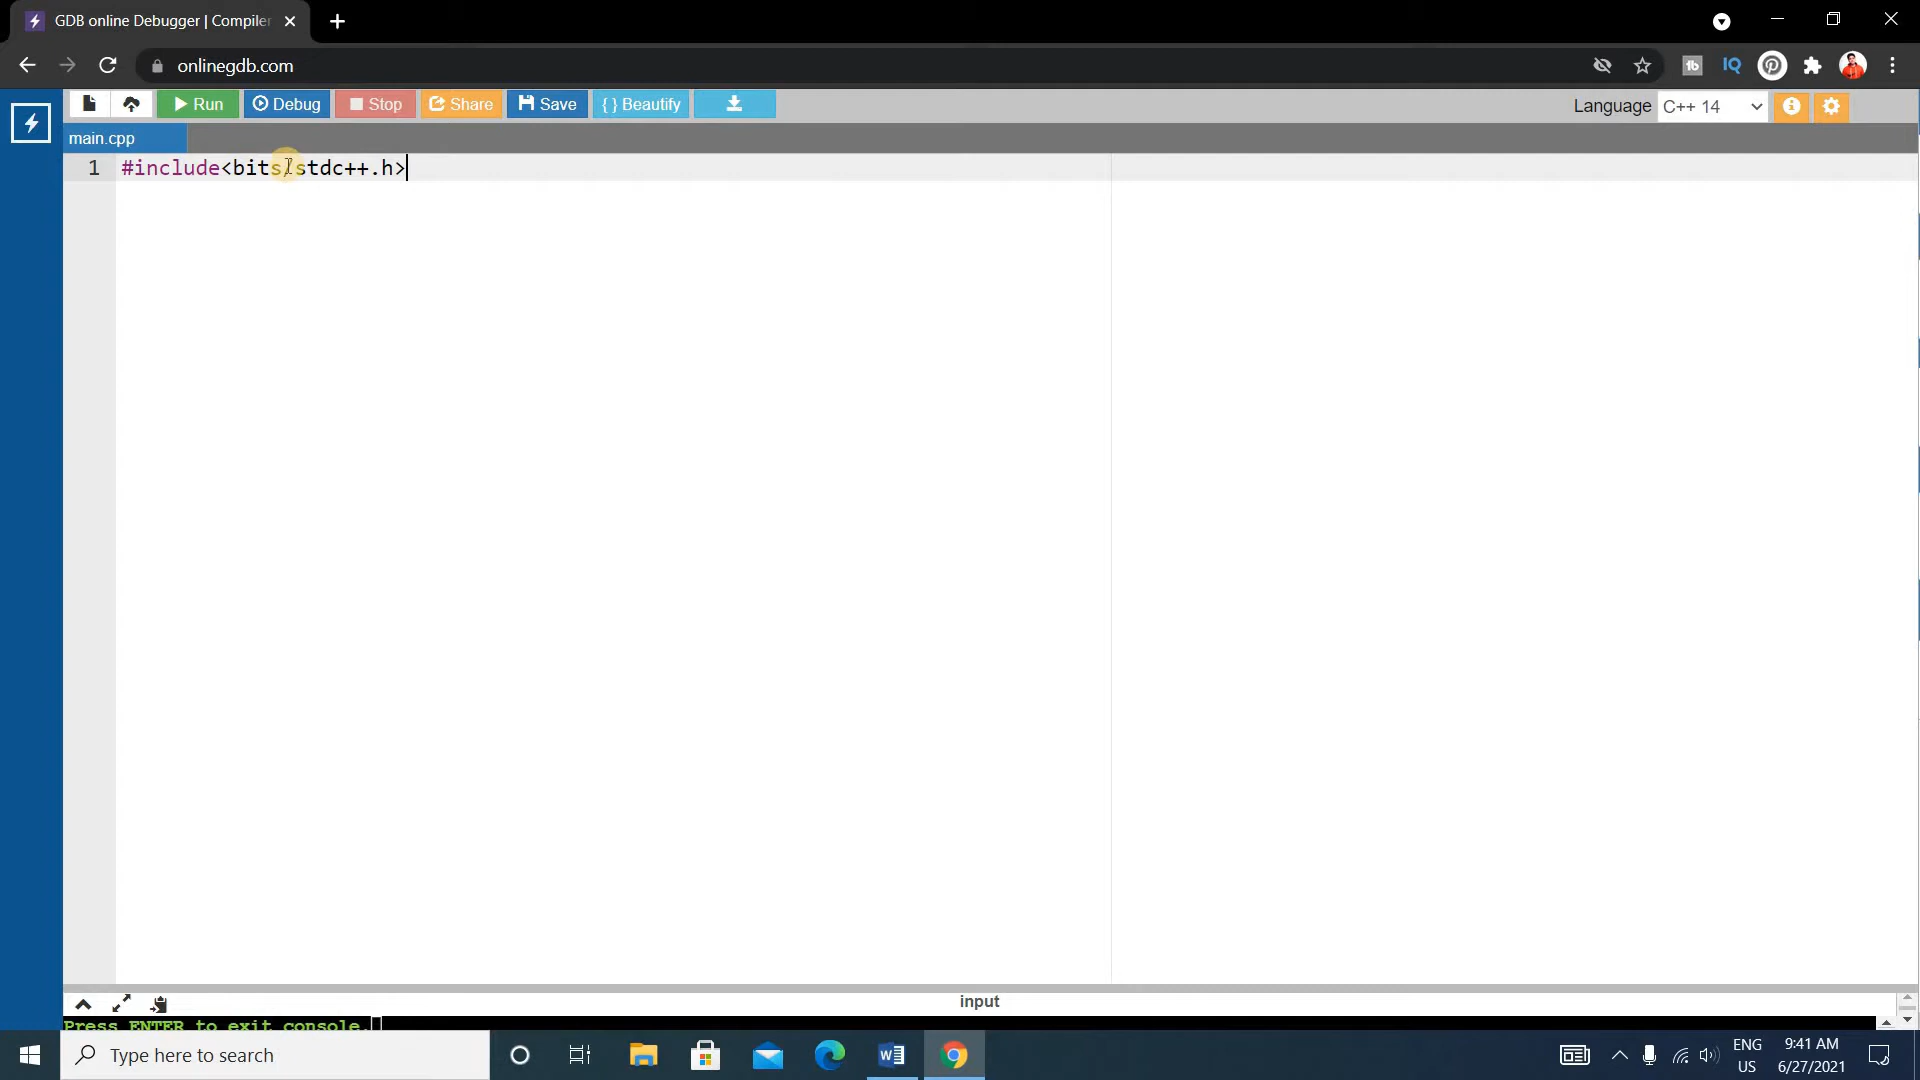 GDB online Debugger | Compiler
onlinegdb.com
Run Debug Stop Share Save { } Beautify Language C++ 14
main.cpp
1 #include<bits/stdc++.h>
input
Press ENTER to exit console.
Type here to search
ENG 9:41 AM
US 6/27/2021